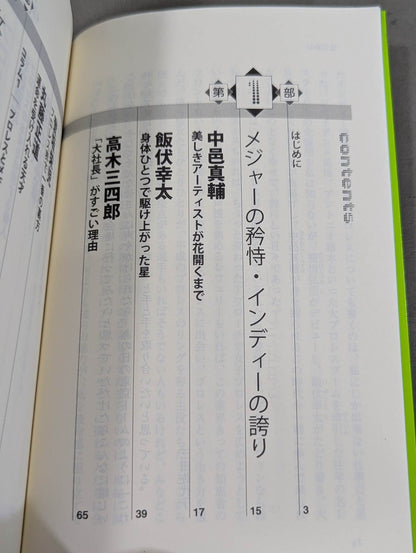 contents
はじめに
3
第1部
メジャーの矜恃・インディーの誇り
15
中邑真輔
美しきアーティストが花開くまで
17
飯伏幸太
身体ひとつで駆け上がった星
39
高木三四郎
「大社長」がすごい理由
65